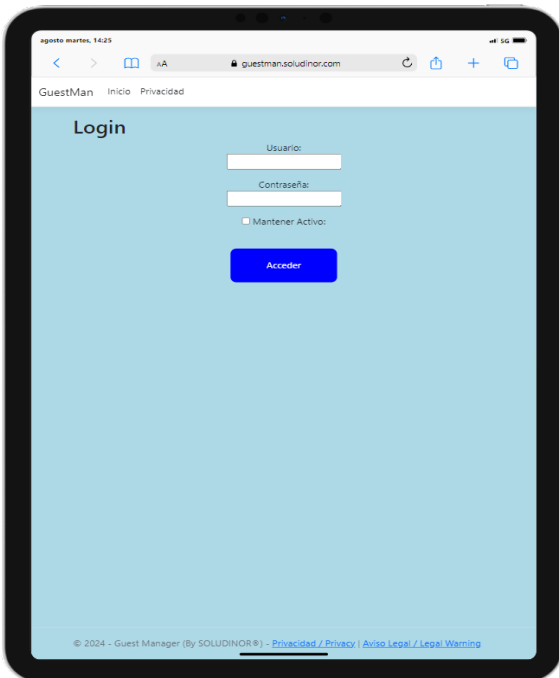 agosto martes, 14:25 5G
AA guestman.soludinor.com
GuestMan Inicio Privacidad
Login
Usuario:
Contraseña:
Mantener Activo:
Acceder
© 2024 - Guest Manager (By SOLUDINOR®) - Privacidad / Privacy | Aviso Legal / Legal Warning